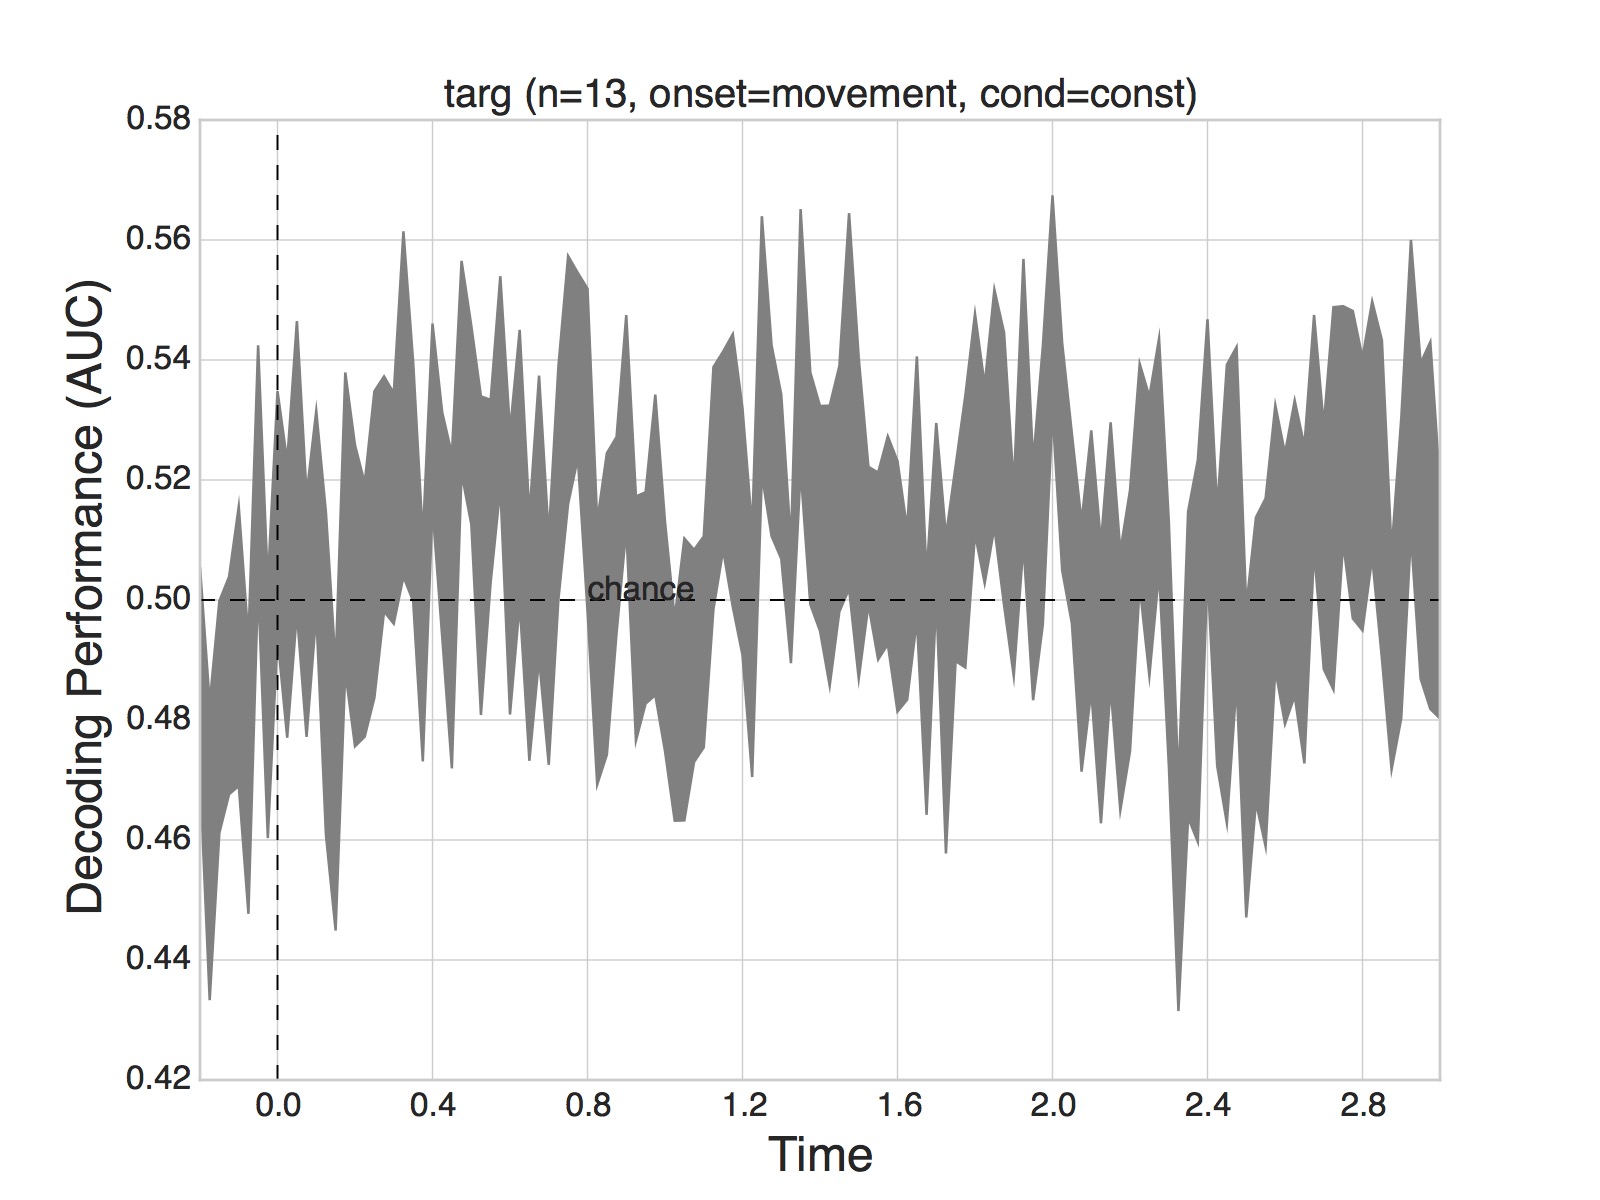 targ (n=13, onset=movement, cond=const)
0.58
0.56
0.54
0.52
0.50
0.48
0.46
0.44
0.42
Decoding Performance (AUC)
chance
0.0 0.4 0.8 1.2 1.6 2.0 2.4 2.8
Time